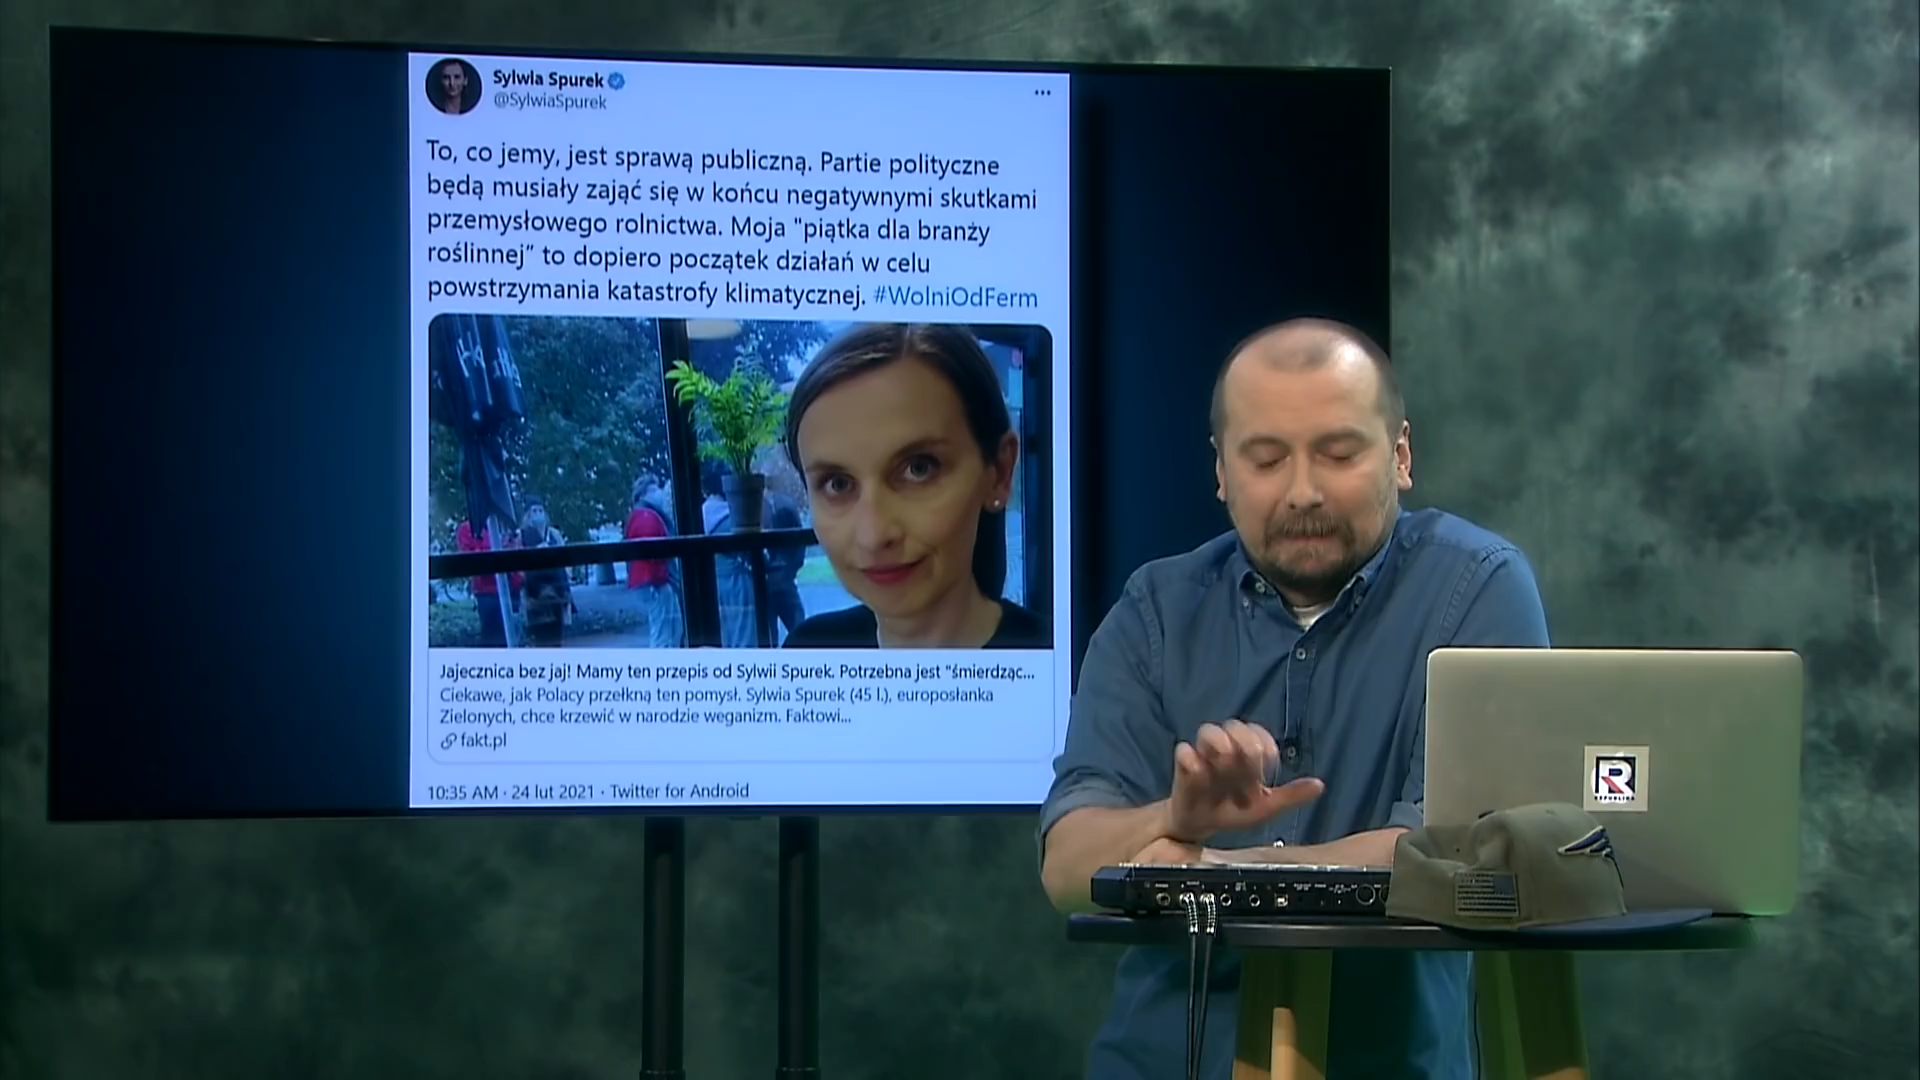 Sylwia Spurek
@SylwiaSpurek
To, co jemy, jest sprawą publiczną. Partie polityczne
będą musiały zająć się w końcu negatywnymi skutkami
przemysłowego rolnictwa. Moja "piątka dla branży
roślinnej" to dopiero początek działań w celu
powstrzymania katastrofy klimatycznej. #WolniOdFerm
Jajecznica bez jaj! Mamy ten przepis od Sylwii Spurek. Potrzebna jest "śmierdząc...
Ciekawe, jak Polacy przełkną ten pomysł. Sylwia Spurek (45 l.), europosłanka
Zielonych, chce krzewić w narodzie weganizm. Faktowi...
fakt.pl
10:35 AM · 24 lut 2021 · Twitter for Android
R
REPUBLIKA